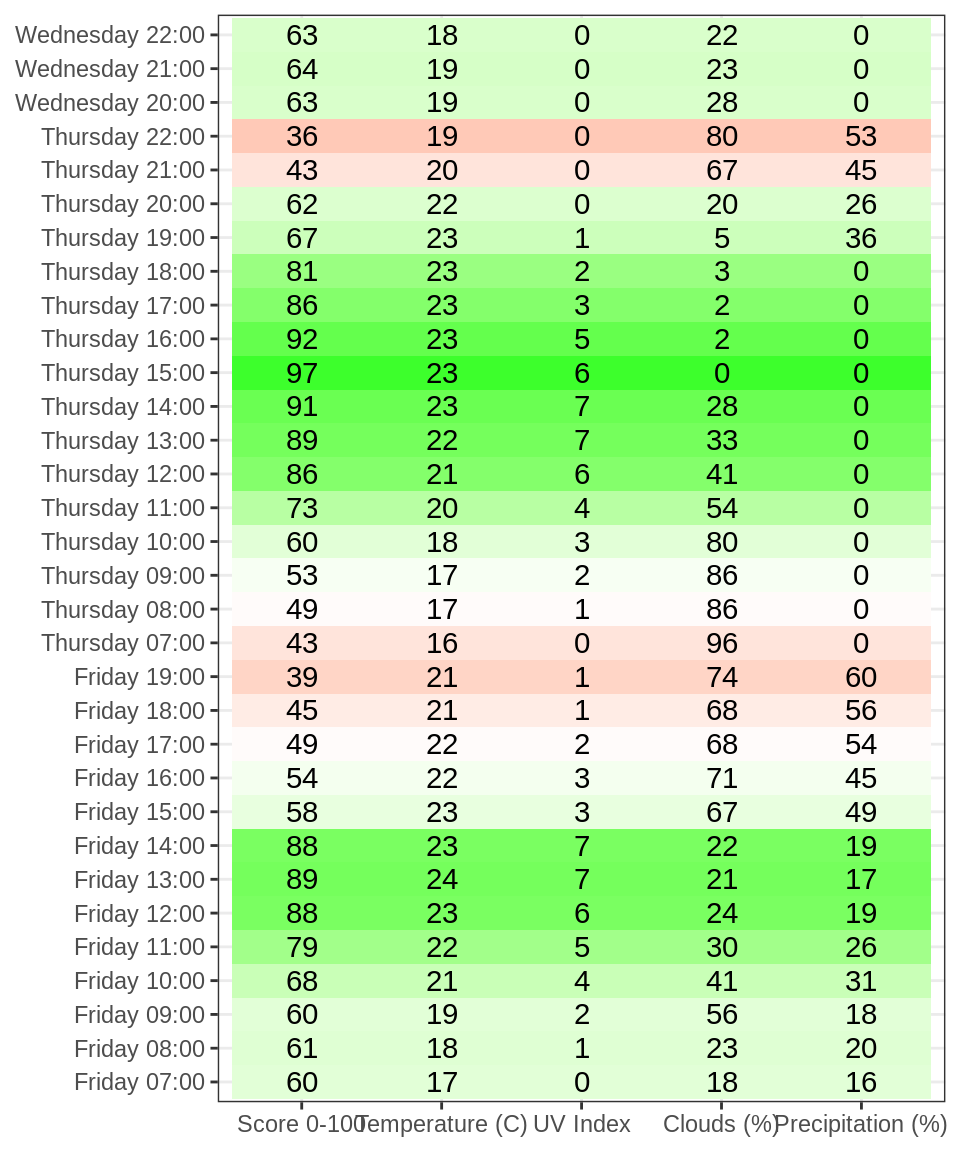 Wednesday 22:00 63 18 0 22 0
Wednesday 21:00 64 19 0 23 0
Wednesday 20:00 63 19 0 28 0
Thursday 22:00 36 19 0 80 53
Thursday 21:00 43 20 0 67 45
Thursday 20:00 62 22 0 20 26
Thursday 19:00 67 23 1 5 36
Thursday 18:00 81 23 2 3 0
Thursday 17:00 86 23 3 2 0
Thursday 16:00 92 23 5 2 0
Thursday 15:00 97 23 6 0 0
Thursday 14:00 91 23 7 28 0
Thursday 13:00 89 22 7 33 0
Thursday 12:00 86 21 6 41 0
Thursday 11:00 73 20 4 54 0
Thursday 10:00 60 18 3 80 0
Thursday 09:00 53 17 2 86 0
Thursday 08:00 49 17 1 86 0
Thursday 07:00 43 16 0 96 0
Friday 19:00 39 21 1 74 60
Friday 18:00 45 21 1 68 56
Friday 17:00 49 22 2 68 54
Friday 16:00 54 22 3 71 45
Friday 15:00 58 23 3 67 49
Friday 14:00 88 23 7 22 19
Friday 13:00 89 24 7 21 17
Friday 12:00 88 23 6 24 19
Friday 11:00 79 22 5 30 26
Friday 10:00 68 21 4 41 31
Friday 09:00 60 19 2 56 18
Friday 08:00 61 18 1 23 20
Friday 07:00 60 17 0 18 16
Score 0-100 Temperature (C) UV Index Clouds (%) Precipitation (%)